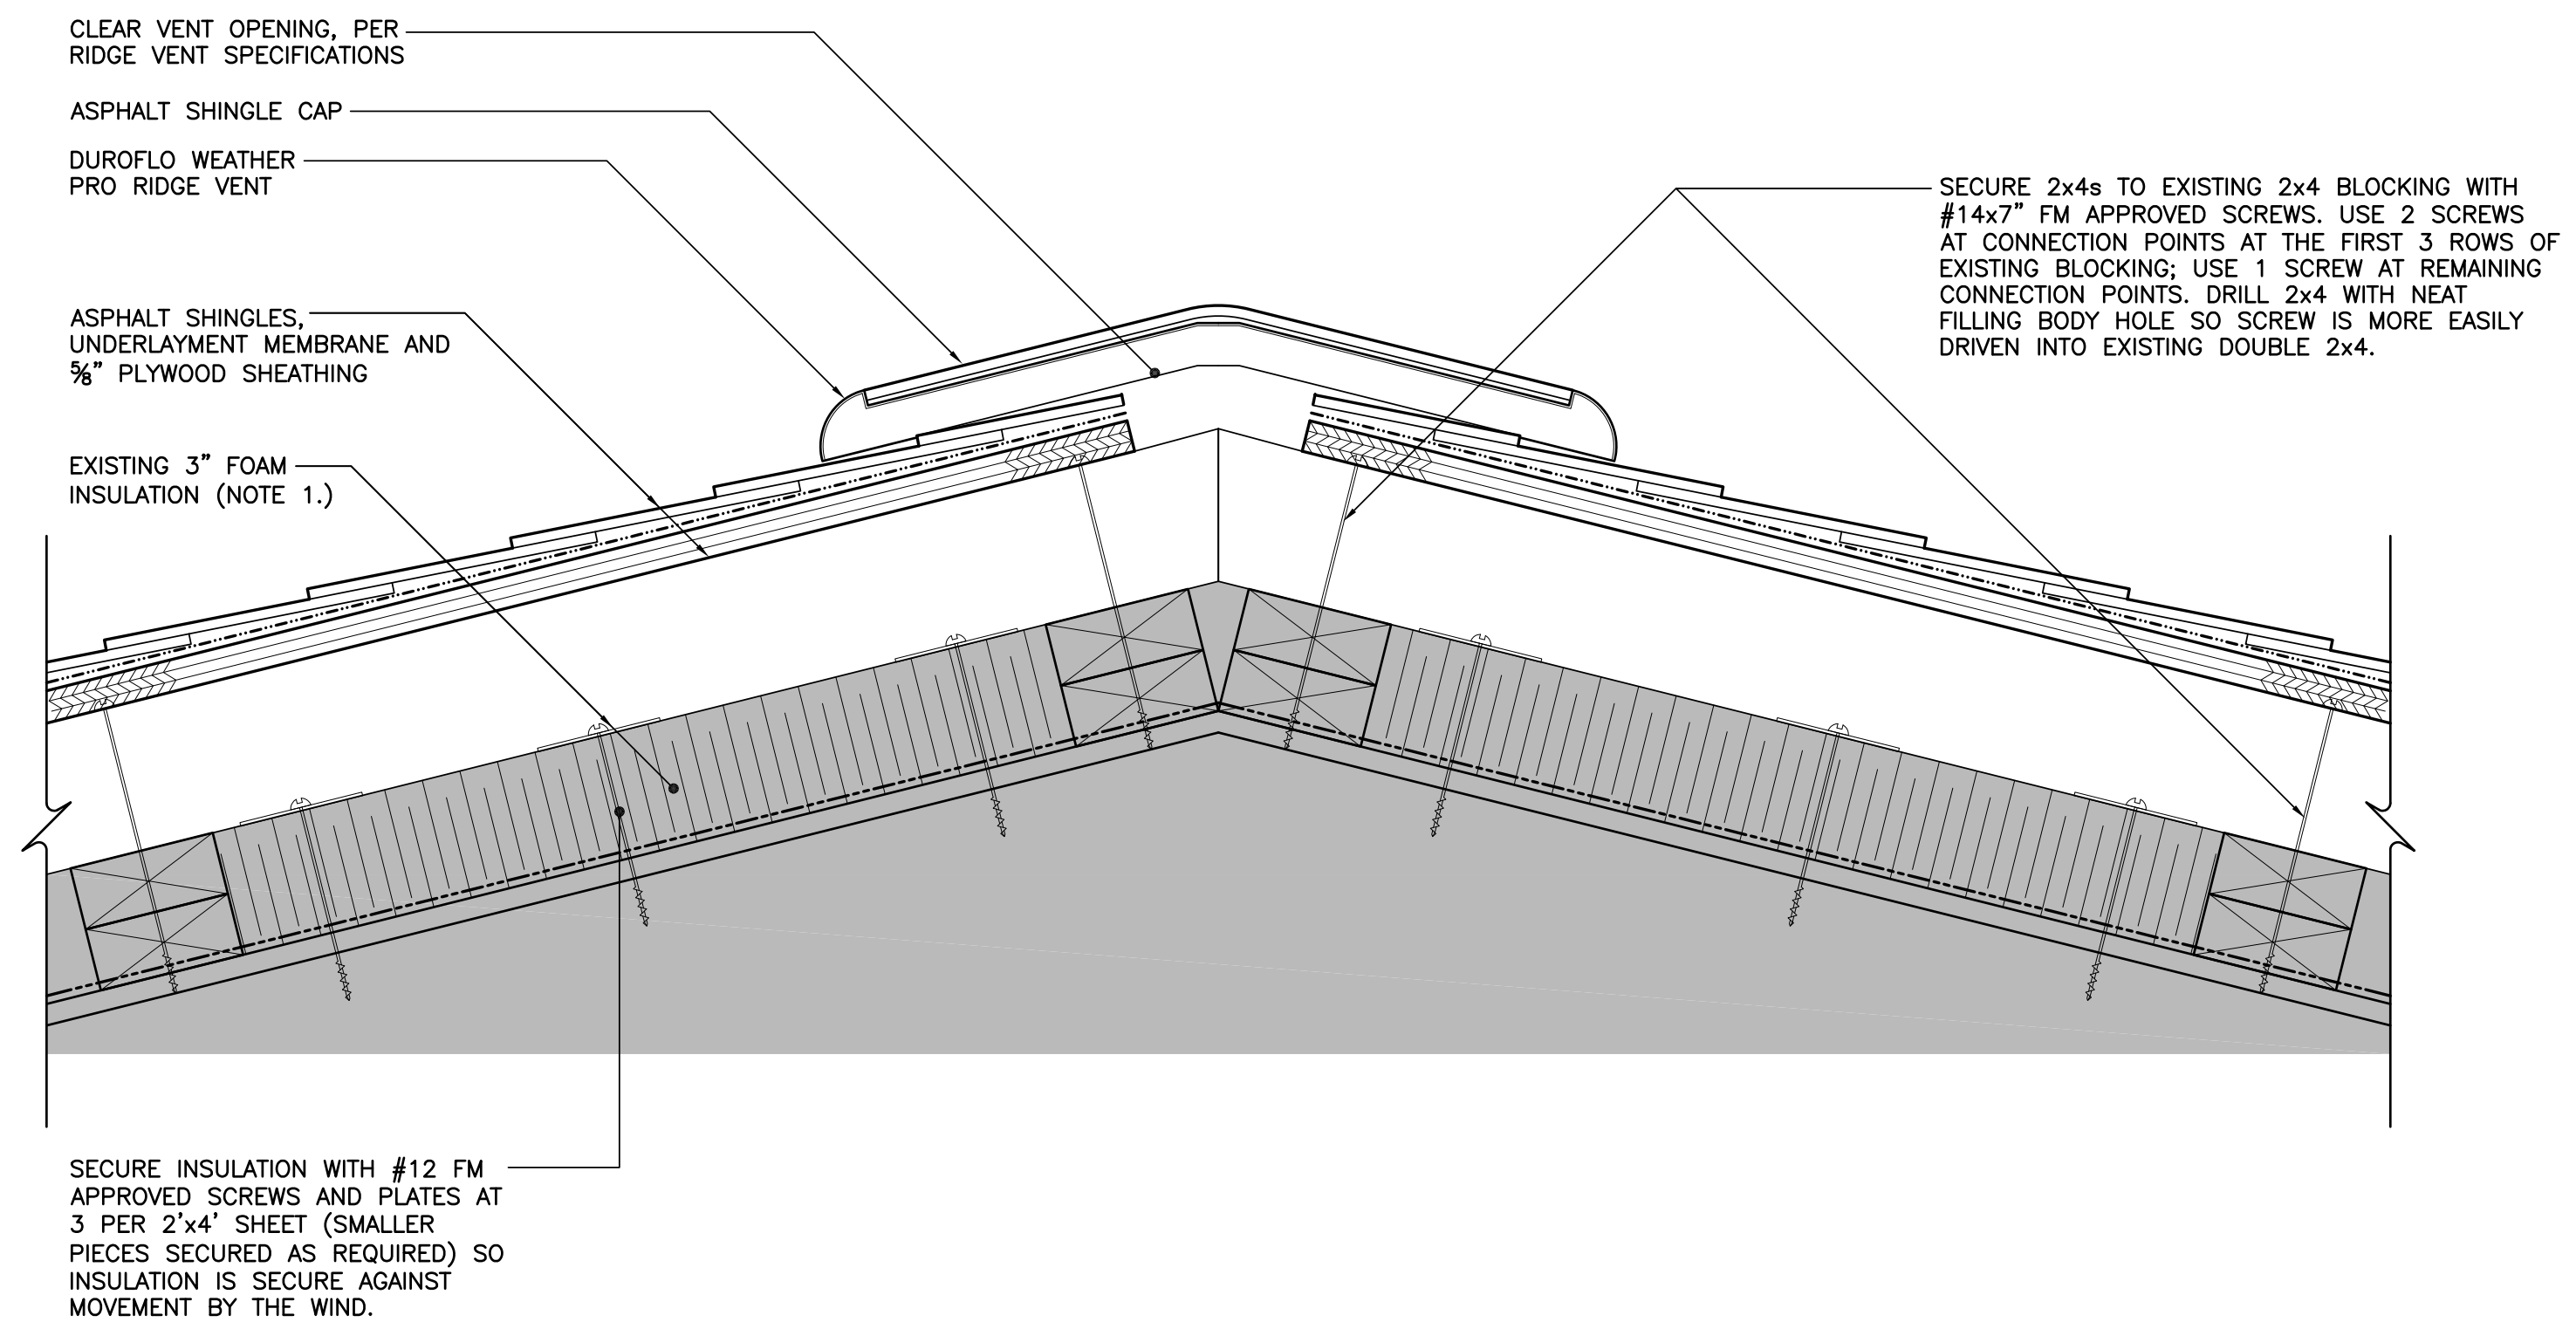 CLEAR VENT OPENING, PER
RIDGE VENT SPECIFICATIONS
ASPHALT SHINGLE CAP
DUROFLO WEATHER
PRO RIDGE VENT
ASPHALT SHINGLES,
UNDERLAYMENT MEMBRANE AND
⅝” PLYWOOD SHEATHING
EXISTING 3” FOAM
INSULATION (NOTE 1.)
SECURE 2x4s TO EXISTING 2x4 BLOCKING WITH
#14x7” FM APPROVED SCREWS. USE 2 SCREWS
AT CONNECTION POINTS AT THE FIRST 3 ROWS OF
EXISTING BLOCKING; USE 1 SCREW AT REMAINING
CONNECTION POINTS. DRILL 2x4 WITH NEAT
FILLING BODY HOLE SO SCREW IS MORE EASILY
DRIVEN INTO EXISTING DOUBLE 2x4.
SECURE INSULATION WITH #12 FM
APPROVED SCREWS AND PLATES AT
3 PER 2’x4’ SHEET (SMALLER
PIECES SECURED AS REQUIRED) SO
INSULATION IS SECURE AGAINST
MOVEMENT BY THE WIND.